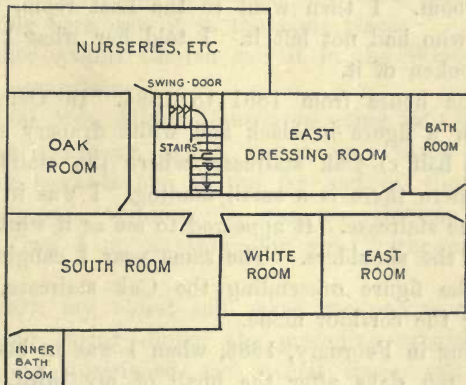 NURSERIES, ETC
SWING-DOOR
OAK
ROOM
STAIRS
UP
EAST
DRESSING ROOM
BATH
ROOM
SOUTH ROOM
WHITE
ROOM
EAST
ROOM
INNER
BATH
ROOM